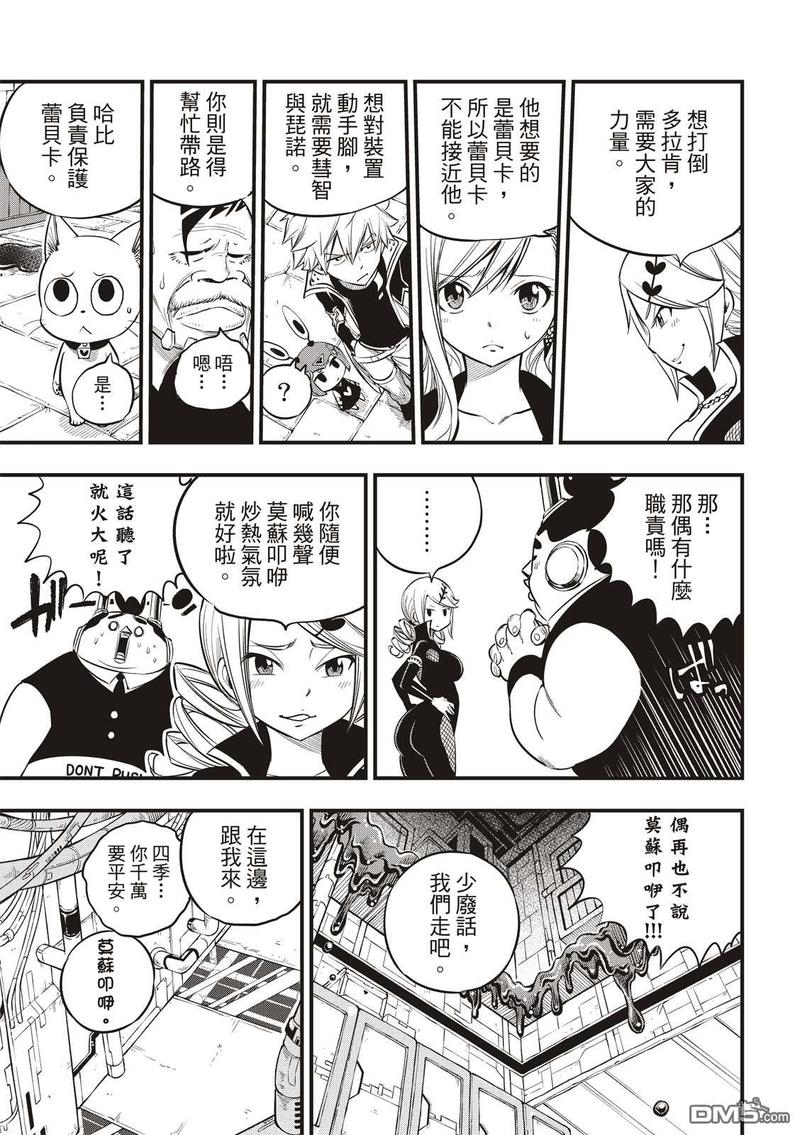 想打倒
多拉肯，
需要大家的
力量。
他想要的
是蕾貝卡，
所以蕾貝卡
不能接近他。
想對裝置
動手腳，
就需要彗智
與琵諾。
？
你則是得
幫忙帶路。
唔…
嗯…
哈比
負責保護
蕾貝卡。
是…
那…
那偶有什麼
職責嗎！
………
你隨便
喊幾聲
莫蘇叩咿
炒熱氣氛
就好啦。
這話聽了
就火大呢！
DONT PUSH
偶再也不說
莫蘇叩咿了!!!
少廢話，
我們走吧。
在這邊，
跟我來。
四季…
你千萬
要平安。
莫蘇叩咿。
DM5.com